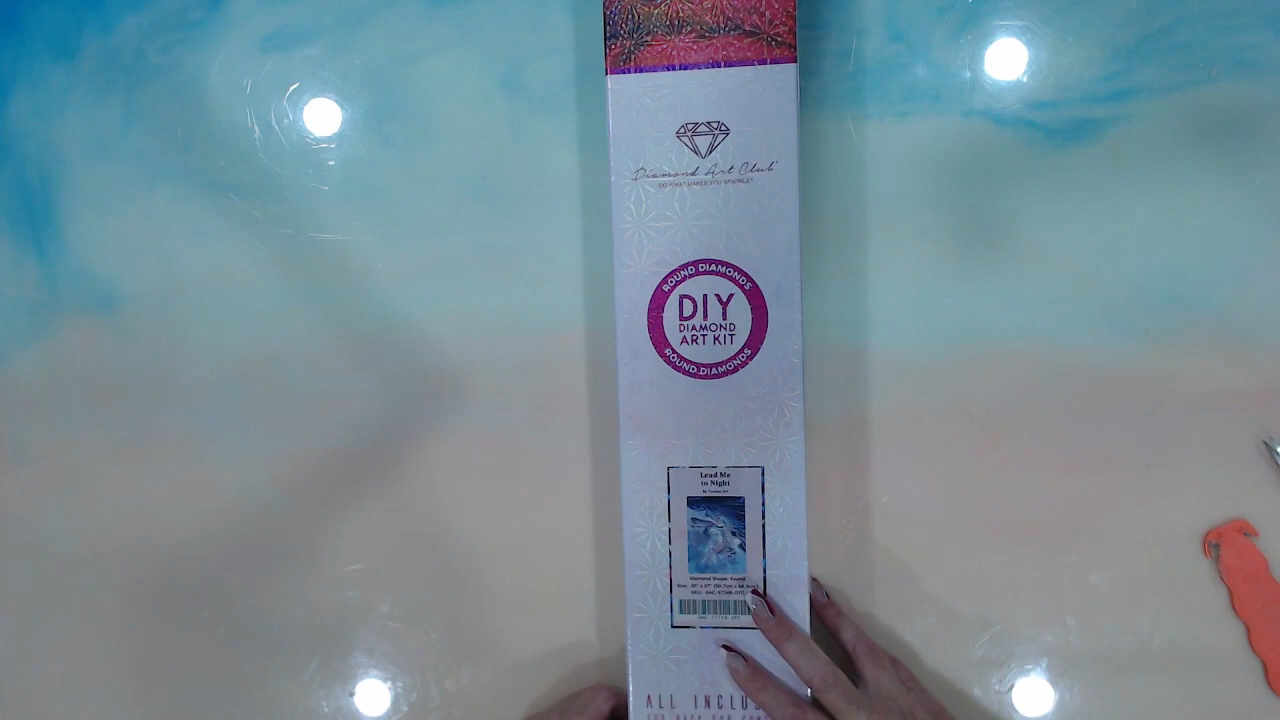 Diamond Art Club
DO WHAT MAKES YOU SPARKLE
ROUND DIAMONDS
DIY
DIAMOND
ART KIT
ROUND DIAMONDS
Lead Me
to Night
Diamond Shape: Round
ALL